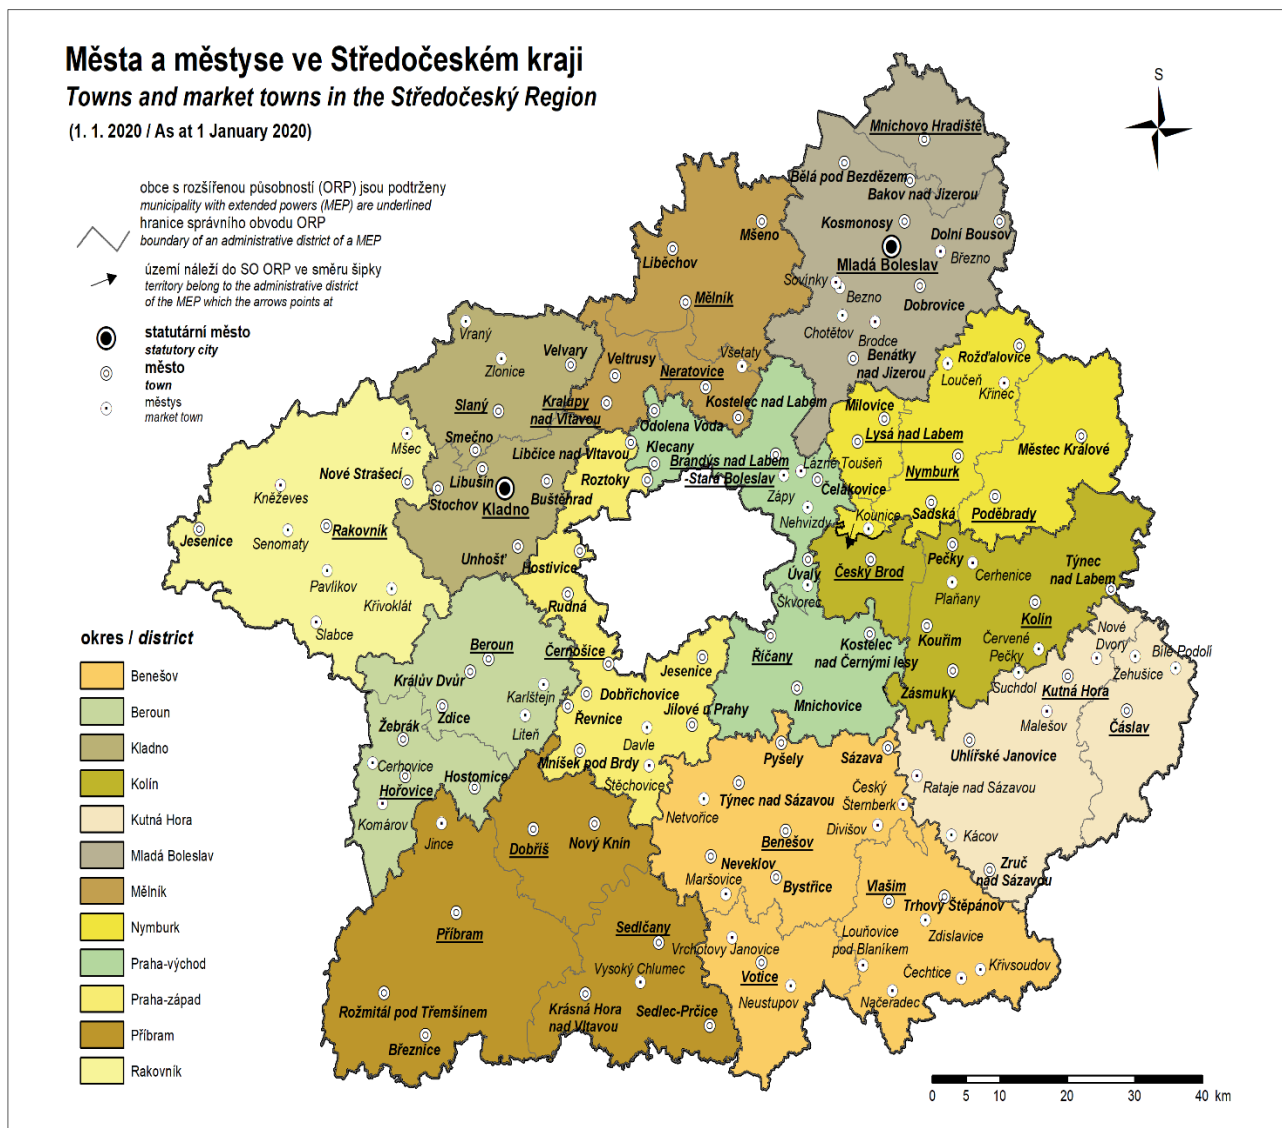 Města a městyse ve Středočeském kraji
Towns and market towns in the Středočeský Region
(1. 1. 2020 / As at 1 January 2020)
S
obce s rozšířenou působností (ORP) jsou podtrženy
municipality with extended powers (MEP) are underlined
hranice správního obvodu ORP
boundary of an administrative district of a MEP
území náleží do SO ORP ve směru šipky
territory belong to the administrative district
of the MEP which the arrows points at
statutární město
statutory city
město
town
městys
market town
Mnichovo Hradiště
Bělá pod Bezdězem
Bakov nad Jizerou
Kosmonosy
Dolní Bousov
Mladá Boleslav
Březno
Sovínky
Bezno
Dobrovice
Chotětov
Brodce
Benátky
nad Jizerou
Mšeno
Liběchov
Mělník
Veltrusy
Všetaty
Neratovice
Kralupy
nad Vltavou
Kostelec nad Labem
Vraný
Velvary
Zlonice
Slaný
Smečno
Libušín
Stochov
Kladno
Buštěhrad
Unhošť
Libčice nad Vltavou
Roztoky
Odolena Voda
Klecany
Brandýs nad Labem
-Stará Boleslav
Lázně Toušeň
Zápy
Čelákovice
Nehvizdy
Úvaly
Škvorec
Rožďalovice
Loučeň
Křinec
Milovice
Lysá nad Labem
Městec Králové
Nymburk
Kounice
Sadská
Poděbrady
Mšec
Nové Strašecí
Kněževes
Jesenice
Senomaty
Rakovník
Pavlíkov
Křivoklát
Slabce
Hostivice
Rudná
Černošice
Jesenice
Dobřichovice
Řevnice
Jílové u Prahy
Davle
Mníšek pod Brdy
Štěchovice
Český Brod
Pečky
Cerhenice
Plaňany
Týnec
nad Labem
Kolín
Kouřim
Červené
Pečky
Zásmuky
Říčany
Kostelec
nad Černými lesy
Mnichovice
Beroun
Králův Dvůr
Karlštejn
Zdice
Liteň
Žebrák
Cerhovice
Hořovice
Hostomice
Komárov
Nové
Dvory
Bílé Podolí
Žehušice
Suchdol
Kutná Hora
Malešov
Čáslav
Uhlířské Janovice
Rataje nad Sázavou
Kácov
Zruč
nad Sázavou
Pyšely
Sázava
Týnec nad Sázavou
Český
Šternberk
Netvořice
Divišov
Benešov
Neveklov
Maršovice
Bystřice
Vlašim
Trhový Štěpánov
Louňovice
pod Blaníkem
Zdislavice
Vrchotovy Janovice
Votice
Neustupov
Čechtice
Křivsoudov
Načeradec
Jince
Dobříš
Nový Knín
Příbram
Sedlčany
Vysoký Chlumec
Rožmitál pod Třemšínem
Krásná Hora
nad Vltavou
Sedlec-Prčice
Březnice
okres / district
Benešov
Beroun
Kladno
Kolín
Kutná Hora
Mladá Boleslav
Mělník
Nymburk
Praha-východ
Praha-západ
Příbram
Rakovník
0 5 10 20 30 40 km